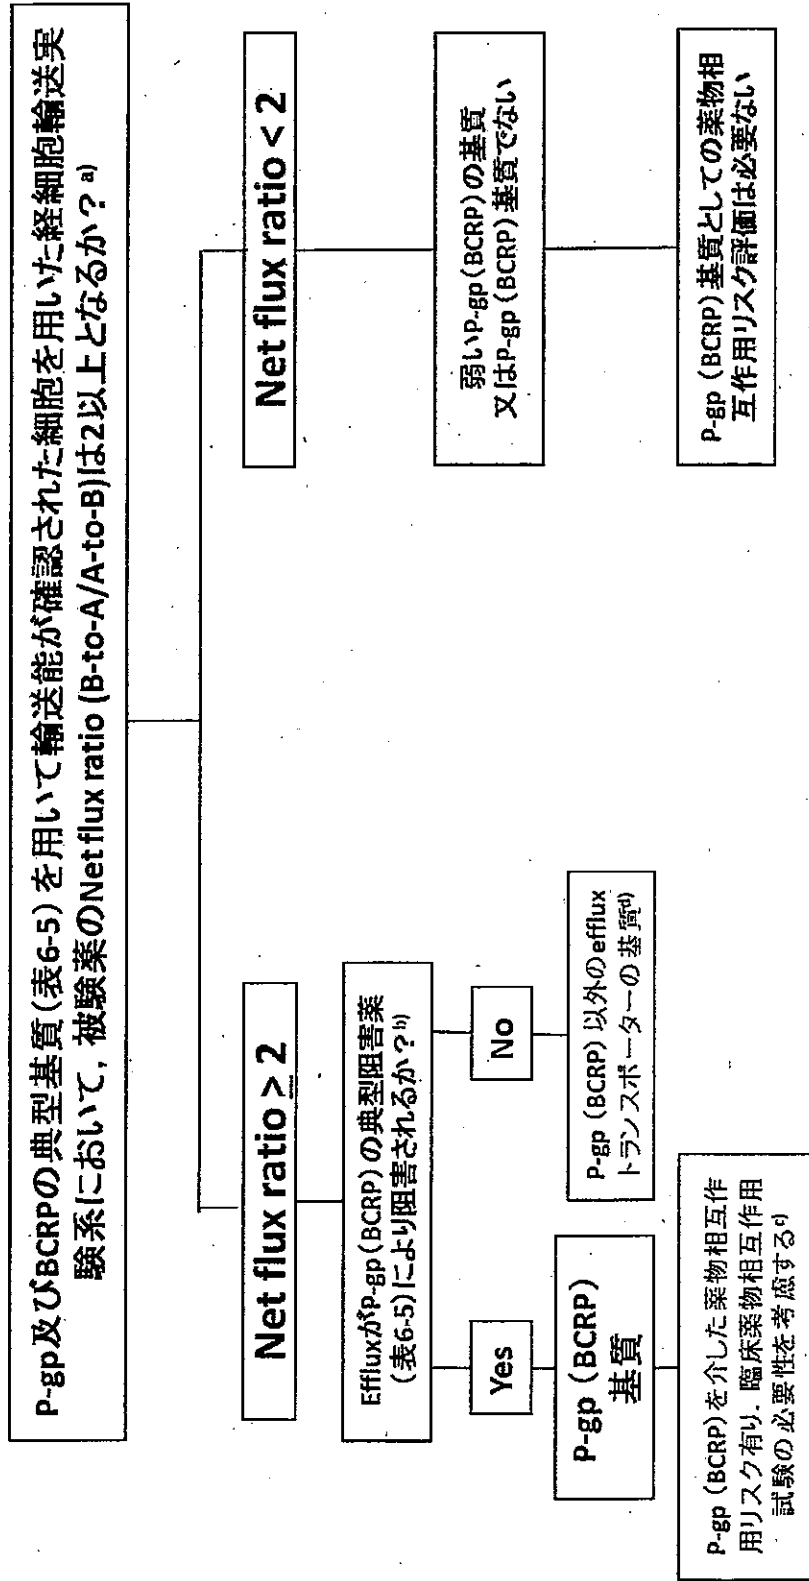 P-gp及びBCRPの典型基質(表6-5)を用いて輸送能が確認された細胞を用いた経細胞輸送実
験系において，被験薬のNet flux ratio (B-to-A/A-to-B)は2以上となるか？a)
Net flux ratio > 2
EffluxがP-gp(BCRP)の典型阻害薬
(表6-5)により阻害されるか？b)
Yes
P-gp (BCRP)
基質
P-gp (BCRP)を介した薬物相互作
用リスク有り．臨床薬物相互作用
試験の必要性を考慮するc)
No
P-gp (BCRP) 以外のefflux
トランスポーターの基質d)
Net flux ratio < 2
弱いP-gp(BCRP)の基質
又はP-gp(BCRP)基質でない
P-gp (BCRP)基質としての薬物相
互作用リスク評価は必要ない